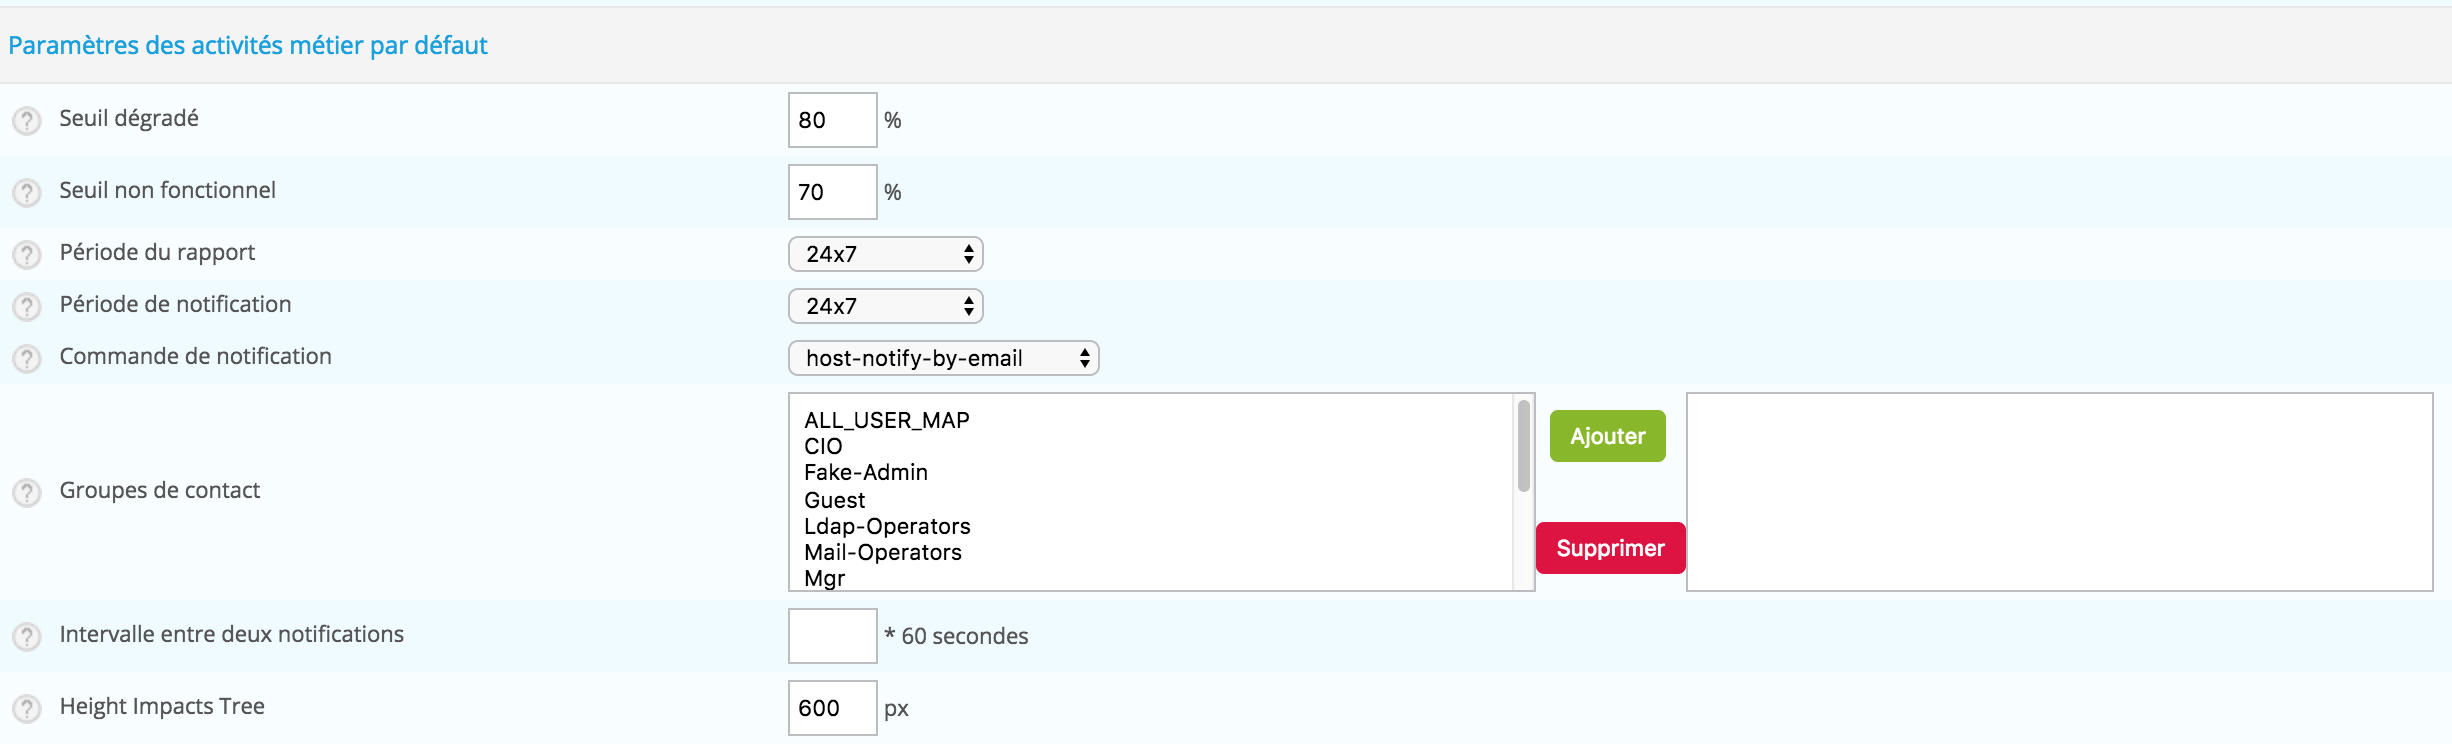 Paramètres des activités métier par défaut
? Seuil dégradé 80 %
? Seuil non fonctionnel 70 %
? Période du rapport 24x7
? Période de notification 24x7
? Commande de notification host-notify-by-email
? Groupes de contact
ALL_USER_MAP
CIO
Fake-Admin
Guest
Ldap-Operators
Mail-Operators
Mgr
Ajouter
Supprimer
? Intervalle entre deux notifications * 60 secondes
? Height Impacts Tree 600 px